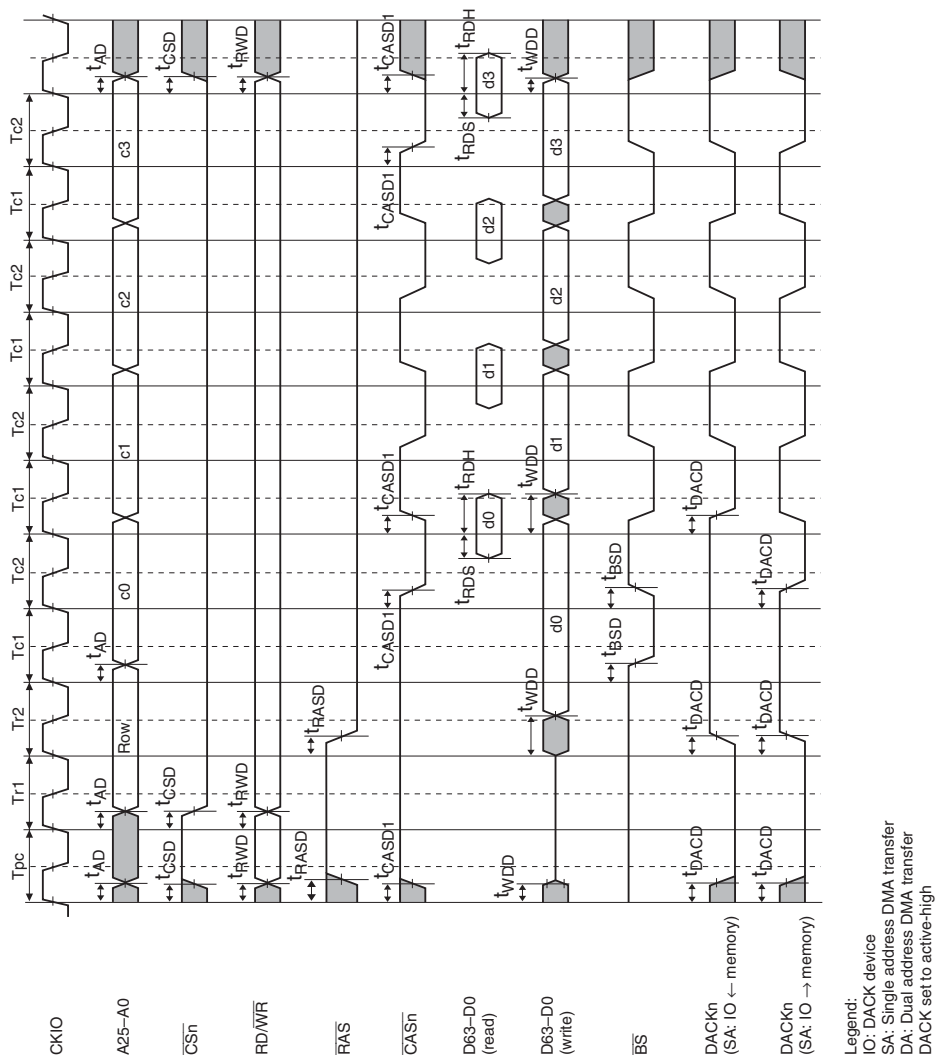 Tpc Tr1 Tr2 Tc1 Tc2 Tc1 Tc2 Tc1 Tc2 Tc1 Tc2
CKIO
tAD tAD tAD tAD
A25–A0 Row c0 c1 c2 c3
tCSD tCSD tCSD
CSn
tRWD tRWD tRWD
RD/WR
tRASD tRASD
RAS
tCASD1 tCASD1 tCASD1 tCASD1 tCASD1
CASn
tRDS tRDH tRDS tRDH
D63–D0
(read) d0 d1 d2 d3
tWDD tWDD tWDD tWDD
D63–D0
(write) d0 d1 d2 d3
tBSD tBSD
BS
tDACD tDACD tDACD
DACKn
(SA: IO ← memory)
tDACD tDACD tDACD
DACKn
(SA: IO → memory)
Legend:
IO: DACK device
SA: Single address DMA transfer
DA: Dual address DMA transfer
DACK set to active-high